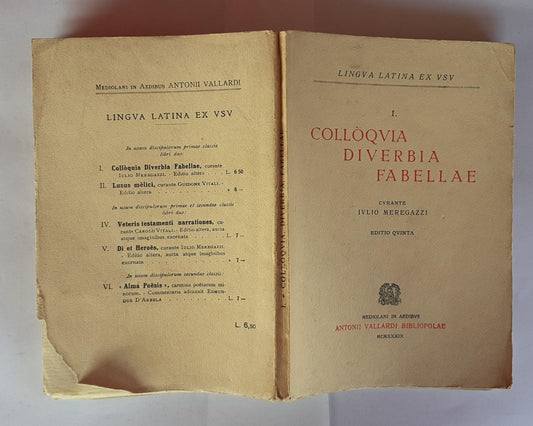 MEDIOLANI IN AEDIBUS ANTONII VALLARDI
LINGVA LATINA EX VSV
In usum discipulorum primae classis
libri duo:
I. Collòquia Diverbia Fabellae, curante
IULIO MEREGAZZI. - Editio altera . . . L. 6 50
II. Lusus mèlici, curante GUIDONE VITALI. -
Editio altera . . . » 6 —
In usum discipulorum primae et secundae classis
libri duo:
IV. Veteris testamenti narrationes, cu-
rante CAROLO VITALI. - Editio altera, aucta
atque imaginibus exornata . . . L. 7 —
V. Di et Heroës, curante IULIO MEREGAZZI.
- Editio altera, aucta atque imaginibus
exornata . . . » 7 —
In usum discipulorum secundae classis:
VI. « Alma Poësis », carmina poëtarum mi-
norum. - Commentario adiunxit EDMUN-
DUS D'ARBELA . . . L. 7 —
L. 6,50
I. - COLLOQUIA, DIVERBIA, FABELLAE
LINGVA LATINA EX VSV
I.
COLLÒQVIA
DIVERBIA
FABELLAE
CVRANTE
IVLIO MEREGAZZI
EDITIO QVINTA
MEDIOLANI IN AEDIBVS
ANTONII VALLARDI BIBLIOPOLAE
MCMXXXIX